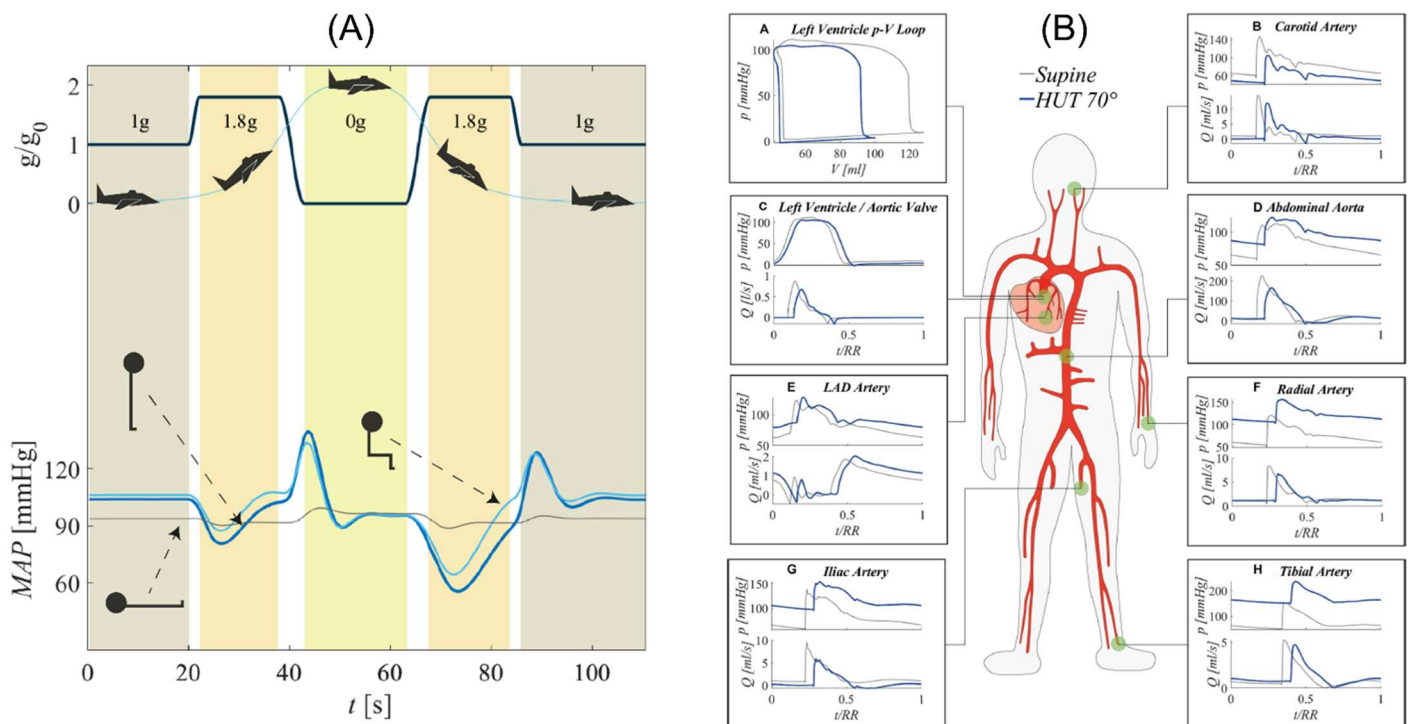 (A)
2
1
0
g/g0
1g
1.8g
0g
1.8g
1g
120
90
60
MAP [mmHg]
0
20
40
60
80
100
t [s]
(B)
Supine
HUT 70°
A Left Ventricle p-V Loop
100
50
0
p [mmHg]
60
80
100
120
V [ml]
B Carotid Artery
140
100
60
p [mmHg]
10
5
0
Q [ml/s]
0
0.5
1
t/RR
C Left Ventricle / Aortic Valve
100
50
0
p [mmHg]
1
0.5
0
Q [l/s]
0
0.5
1
t/RR
D Abdominal Aorta
100
50
p [mmHg]
200
100
0
Q [ml/s]
0
0.5
1
t/RR
E LAD Artery
100
50
p [mmHg]
2
1
0
Q [ml/s]
0
0.5
1
t/RR
F Radial Artery
150
100
50
p [mmHg]
10
5
0
Q [ml/s]
0
0.5
1
t/RR
G Iliac Artery
150
100
p [mmHg]
10
5
0
Q [ml/s]
0
0.5
1
t/RR
H Tibial Artery
200
100
p [mmHg]
5
0
Q [ml/s]
0
0.5
1
t/RR